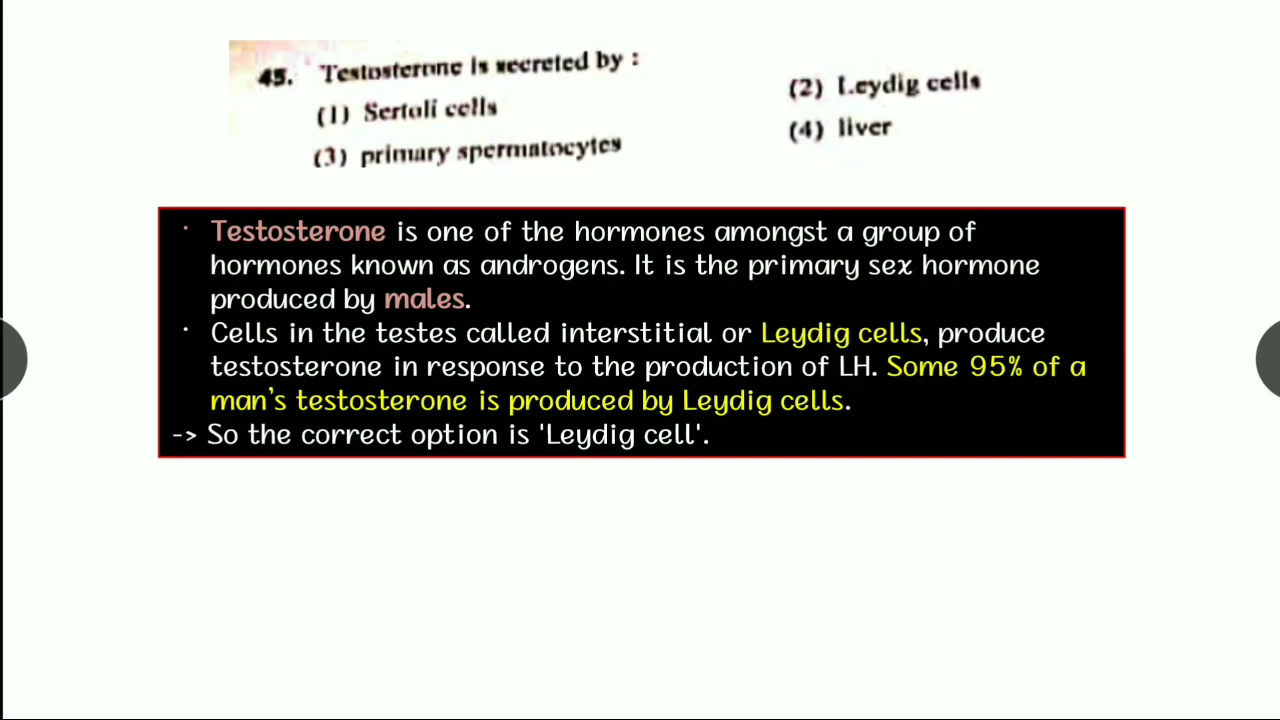 45. Testosterone is secreted by :
(1) Sertoli cells
(2) Leydig cells
(3) primary spermatocytes
(4) liver
· Testosterone is one of the hormones amongst a group of
hormones known as androgens. It is the primary sex hormone
produced by males.
· Cells in the testes called interstitial or Leydig cells, produce
testosterone in response to the production of LH. Some 95% of a
man's testosterone is produced by Leydig cells.
-> So the correct option is 'Leydig cell'.